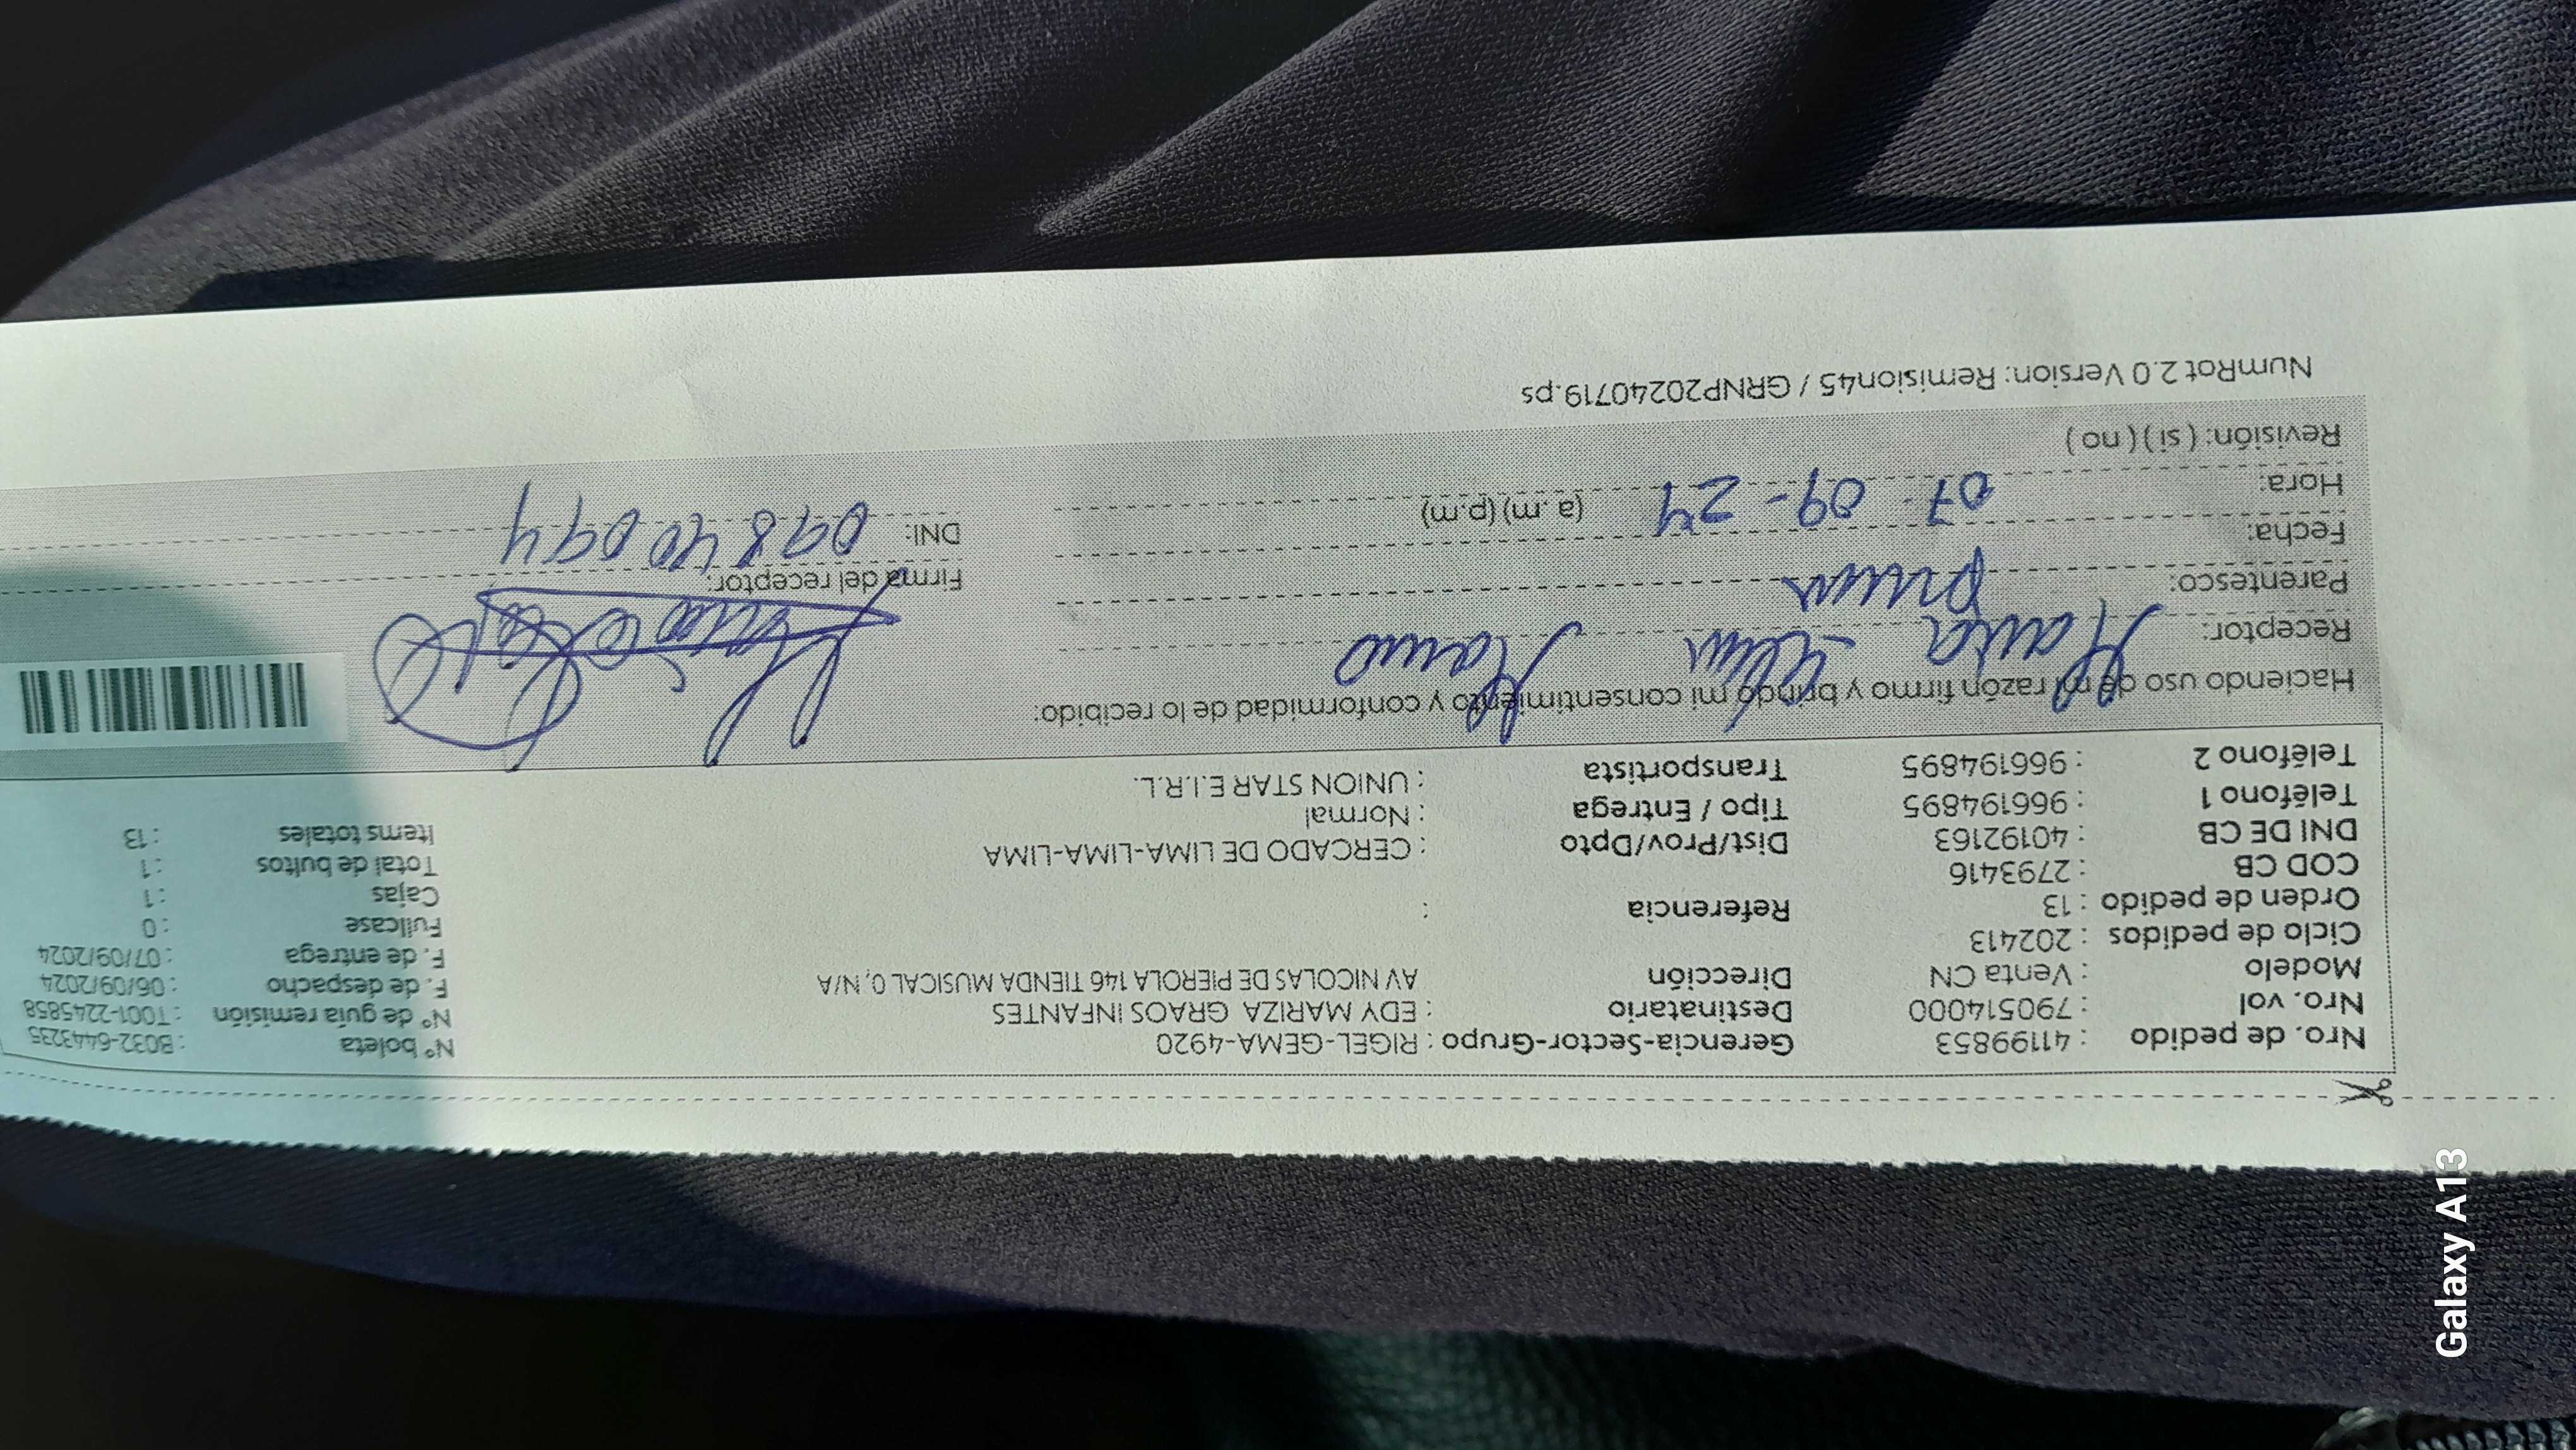 Nro. de pedido : 41199853 Gerencia-Sector-Grupo : RIGEL-GEMA-4920 N° boleta : B032-6443235
Nro. vol : 790514000 Destinatario : EDY MARIZA GRAOS INFANTES N° de guía remisión : T001-2245858
Modelo : Venta CN Dirección AV NICOLAS DE PIEROLA 146 TIENDA MUSICAL 0, N/A F. de despacho : 06/09/2024
Ciclo de pedidos : 202413 F. de entrega : 07/09/2024
Orden de pedido : 13 Referencia : Fullcase : 0
COD CB : 2793416 Cajas : 1
DNI DE CB : 40192163 Dist/Prov/Dpto : CERCADO DE LIMA-LIMA-LIMA Total de bultos : 1
Teléfono 1 : 966194895 Tipo / Entrega : Normal Items totales : 13
Teléfono 2 : 966194895 Transportista : UNION STAR E.I.R.L.
Haciendo uso de mi razón firmo y brindo mi consentimiento y conformidad de lo recibido:
Receptor: Maria
Parentesco: Firma del receptor:
Fecha: 07-09-24 DNI: 09840094
Hora: (a.m) (p.m)
Revisión: ( si ) ( no )
NumRot 2.0 Version: Remision45 / GRNP20240719.ps
Galaxy A13